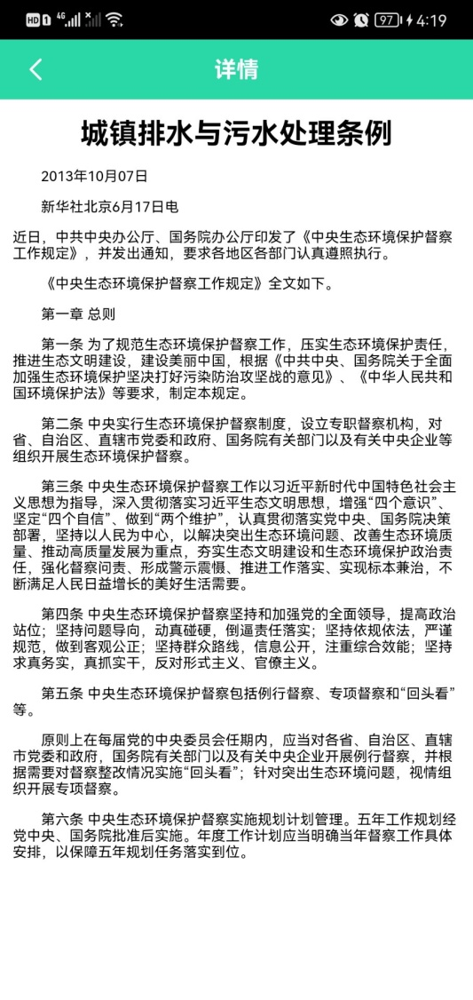 HD 1 4G 97 4:19
详情
城镇排水与污水处理条例
2013年10月07日
新华社北京6月17日电
近日，中共中央办公厅、国务院办公厅印发了《中央生态环境保护督察
工作规定》，并发出通知，要求各地区各部门认真遵照执行。
《中央生态环境保护督察工作规定》全文如下。
第一章 总则
第一条 为了规范生态环境保护督察工作，压实生态环境保护责任，
推进生态文明建设，建设美丽中国，根据《中共中央、国务院关于全面
加强生态环境保护坚决打好污染防治攻坚战的意见》、《中华人民共和
国环境保护法》等要求，制定本规定。
第二条 中央实行生态环境保护督察制度，设立专职督察机构，对
省、自治区、直辖市党委和政府、国务院有关部门以及有关中央企业等
组织开展生态环境保护督察。
第三条 中央生态环境保护督察工作以习近平新时代中国特色社会主
义思想为指导，深入贯彻落实习近平生态文明思想，增强“四个意识”、
坚定“四个自信”、做到“两个维护”，认真贯彻落实党中央、国务院决策
部署，坚持以人民为中心，以解决突出生态环境问题、改善生态环境质
量、推动高质量发展为重点，夯实生态文明建设和生态环境保护政治责
任，强化督察问责、形成警示震慑、推进工作落实、实现标本兼治，不
断满足人民日益增长的美好生活需要。
第四条 中央生态环境保护督察坚持和加强党的全面领导，提高政治
站位；坚持问题导向，动真碰硬，倒逼责任落实；坚持依规依法，严谨
规范，做到客观公正；坚持群众路线，信息公开，注重综合效能；坚持
求真务实，真抓实干，反对形式主义、官僚主义。
第五条 中央生态环境保护督察包括例行督察、专项督察和“回头看”
等。
原则上在每届党的中央委员会任期内，应当对各省、自治区、直辖
市党委和政府，国务院有关部门以及有关中央企业开展例行督察，并根
据需要对督察整改情况实施“回头看”；针对突出生态环境问题，视情组
织开展专项督察。
第六条 中央生态环境保护督察实施规划计划管理。五年工作规划经
党中央、国务院批准后实施。年度工作计划应当明确当年督察工作具体
安排，以保障五年规划任务落实到位。